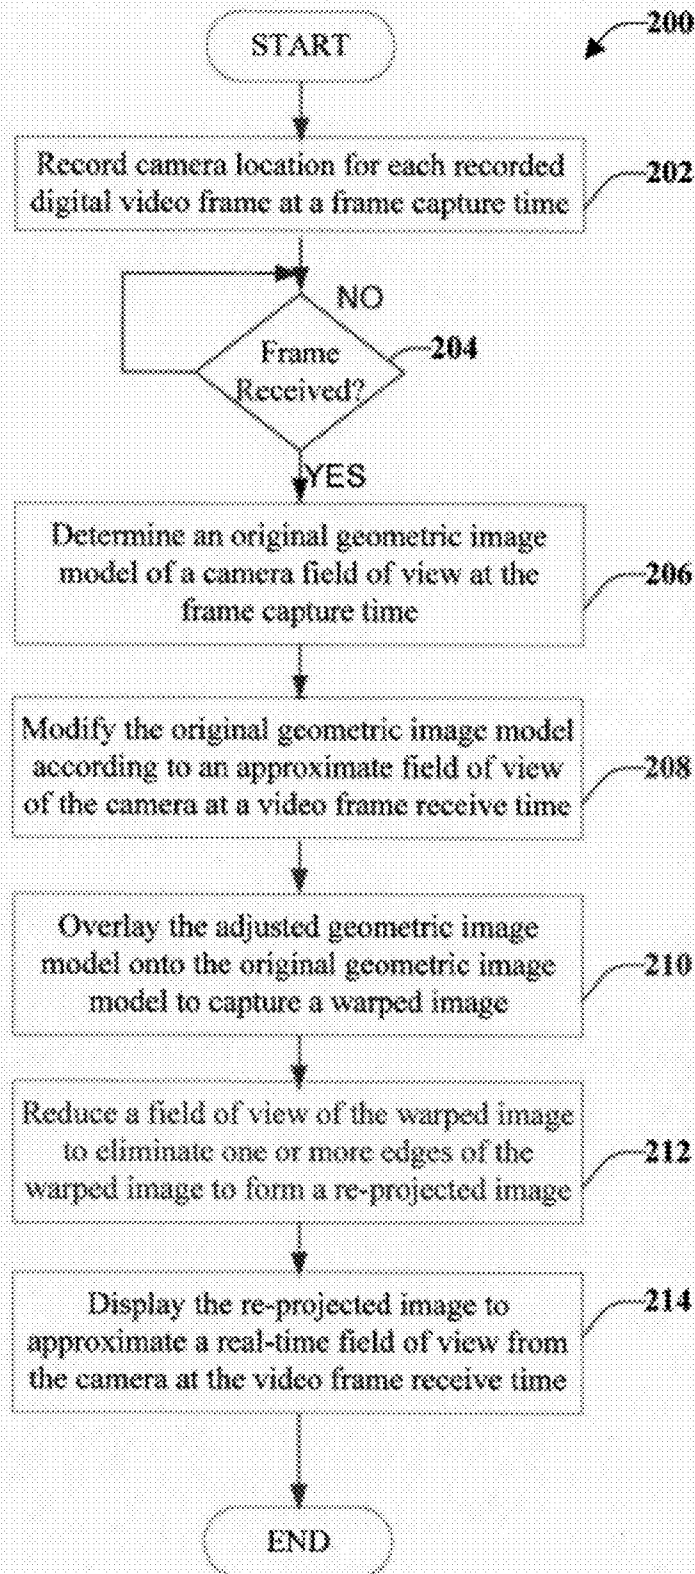 200
START
Record camera location for each recorded
digital video frame at a frame capture time
202
NO
Frame
Received?
204
YES
Determine an original geometric image
model of a camera field of view at the
frame capture time
206
Modify the original geometric image model
according to an approximate field of view
of the camera at a video frame receive time
208
Overlay the adjusted geometric image
model onto the original geometric image
model to capture a warped image
210
Reduce a field of view of the warped image
to eliminate one or more edges of the
warped image to form a re-projected image
212
Display the re-projected image to
approximate a real-time field of view from
the camera at the video frame receive time
214
END